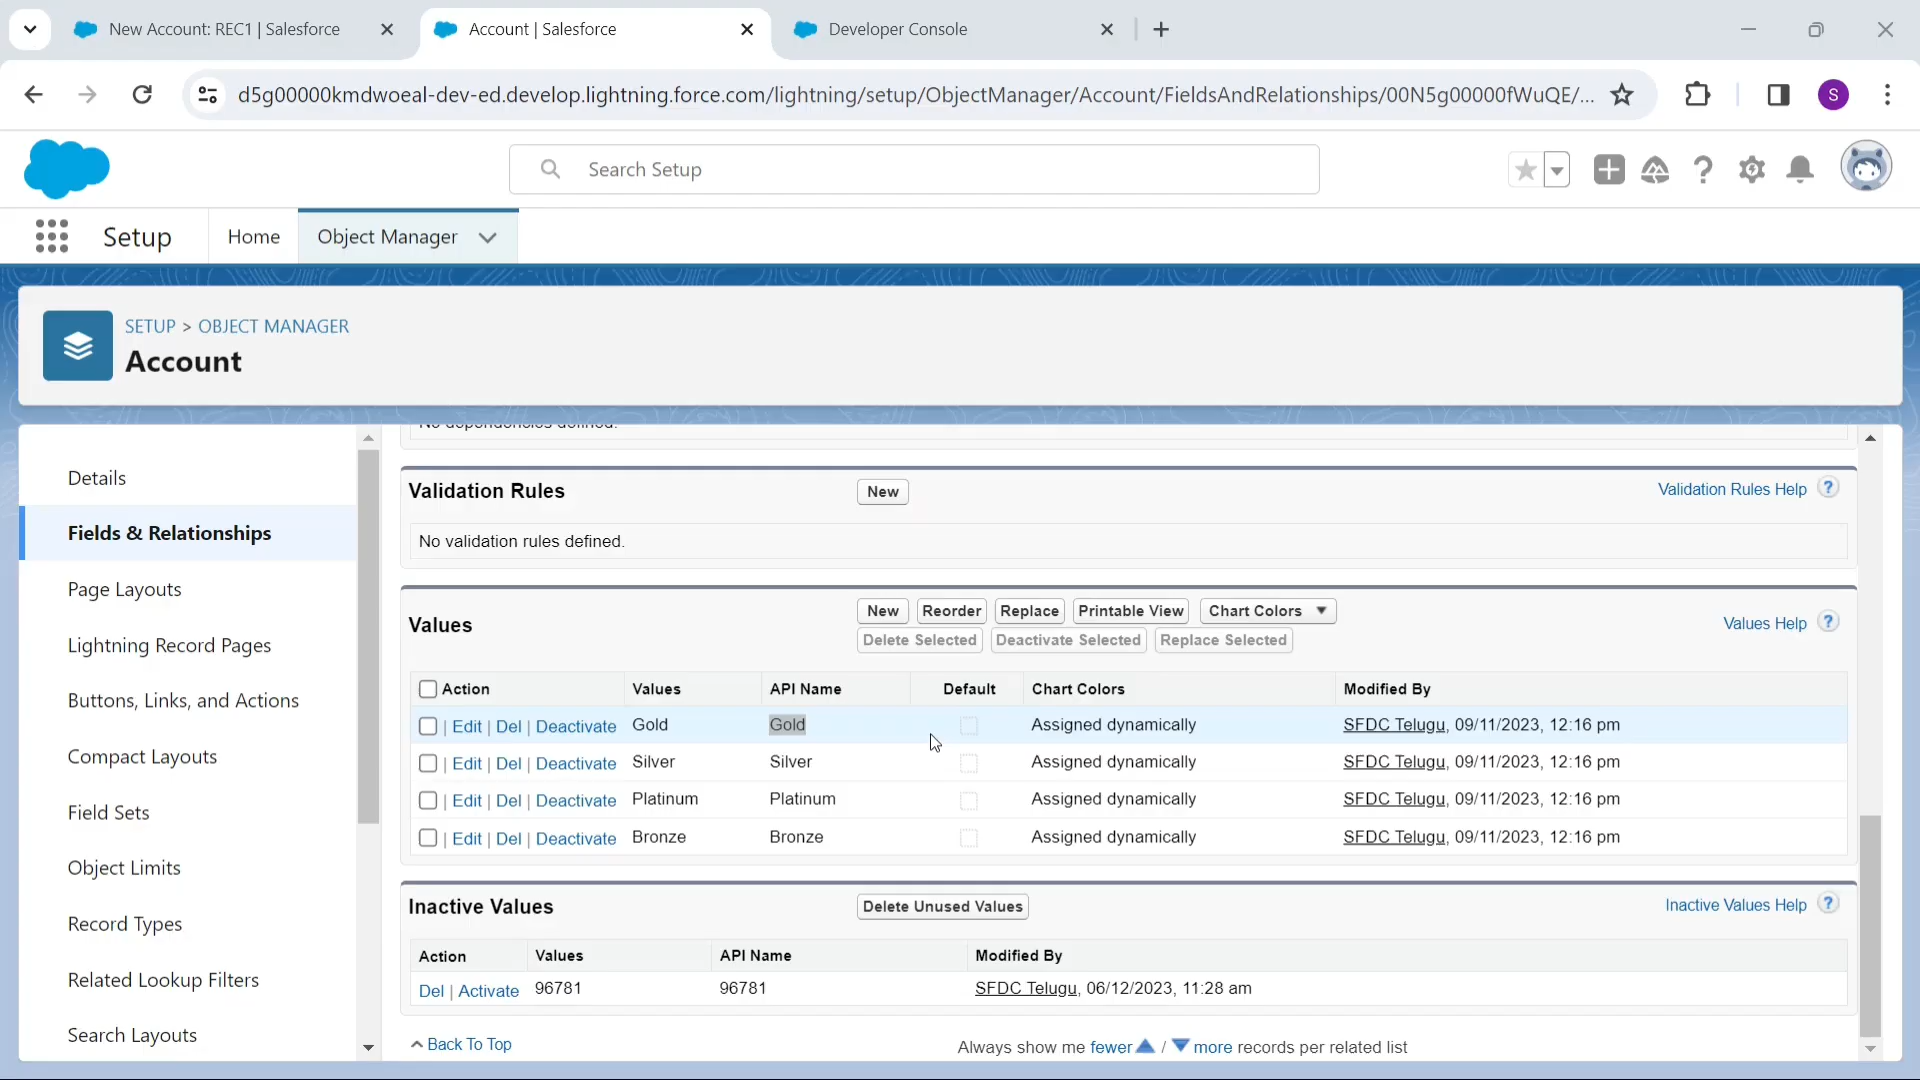 New Account: REC1 | Salesforce
Account | Salesforce
Developer Console
d5g00000kmdwoeal-dev-ed.develop.lightning.force.com/lightning/setup/ObjectManager/Account/FieldsAndRelationships/00N5g00000fWuQE/...
S
Search Setup
Setup
Home
Object Manager
SETUP > OBJECT MANAGER
Account
Details
Fields & Relationships
Page Layouts
Lightning Record Pages
Buttons, Links, and Actions
Compact Layouts
Field Sets
Object Limits
Record Types
Related Lookup Filters
Search Layouts
No dependencies defined.
Validation Rules New Validation Rules Help ?
No validation rules defined.
Values New Reorder Replace Printable View Chart Colors Values Help ?
Delete Selected Deactivate Selected Replace Selected
Action Values API Name Default Chart Colors Modified By
| Edit | Del | Deactivate Gold Gold Assigned dynamically SFDC Telugu, 09/11/2023, 12:16 pm
| Edit | Del | Deactivate Silver Silver Assigned dynamically SFDC Telugu, 09/11/2023, 12:16 pm
| Edit | Del | Deactivate Platinum Platinum Assigned dynamically SFDC Telugu, 09/11/2023, 12:16 pm
| Edit | Del | Deactivate Bronze Bronze Assigned dynamically SFDC Telugu, 09/11/2023, 12:16 pm
Inactive Values Delete Unused Values Inactive Values Help ?
Action Values API Name Modified By
Del | Activate 96781 96781 SFDC Telugu, 06/12/2023, 11:28 am
Back To Top Always show me fewer / more records per related list